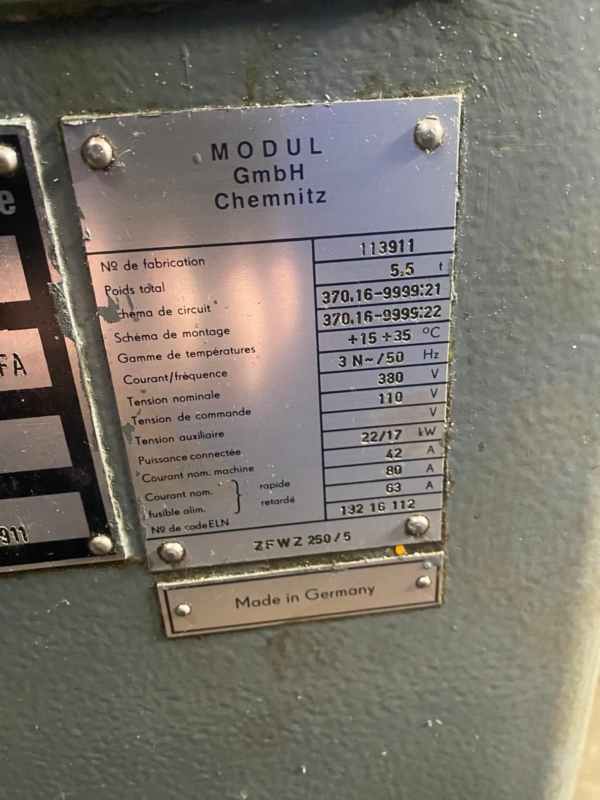 MODUL
GmbH
Chemnitz
Nº de fabrication 113911
Poids total 5,5 t
Schéma de circuit 370.16-9999:21
Schéma de montage 370.16-9999:22
Gamme de températures +15 ÷35 °C
Courant/fréquence 3 N~/50 Hz
Tension nominale 380 V
Tension de commande 110 V
Tension auxiliaire V
Puissance connectée 22/17 kW
Courant nom. machine 42 A
Courant nom. fusible alim. } rapide 80 A
retardé 63 A
Nº de code ELN 132 16 112
ZFWZ 250/5
Made in Germany
e
FA
911